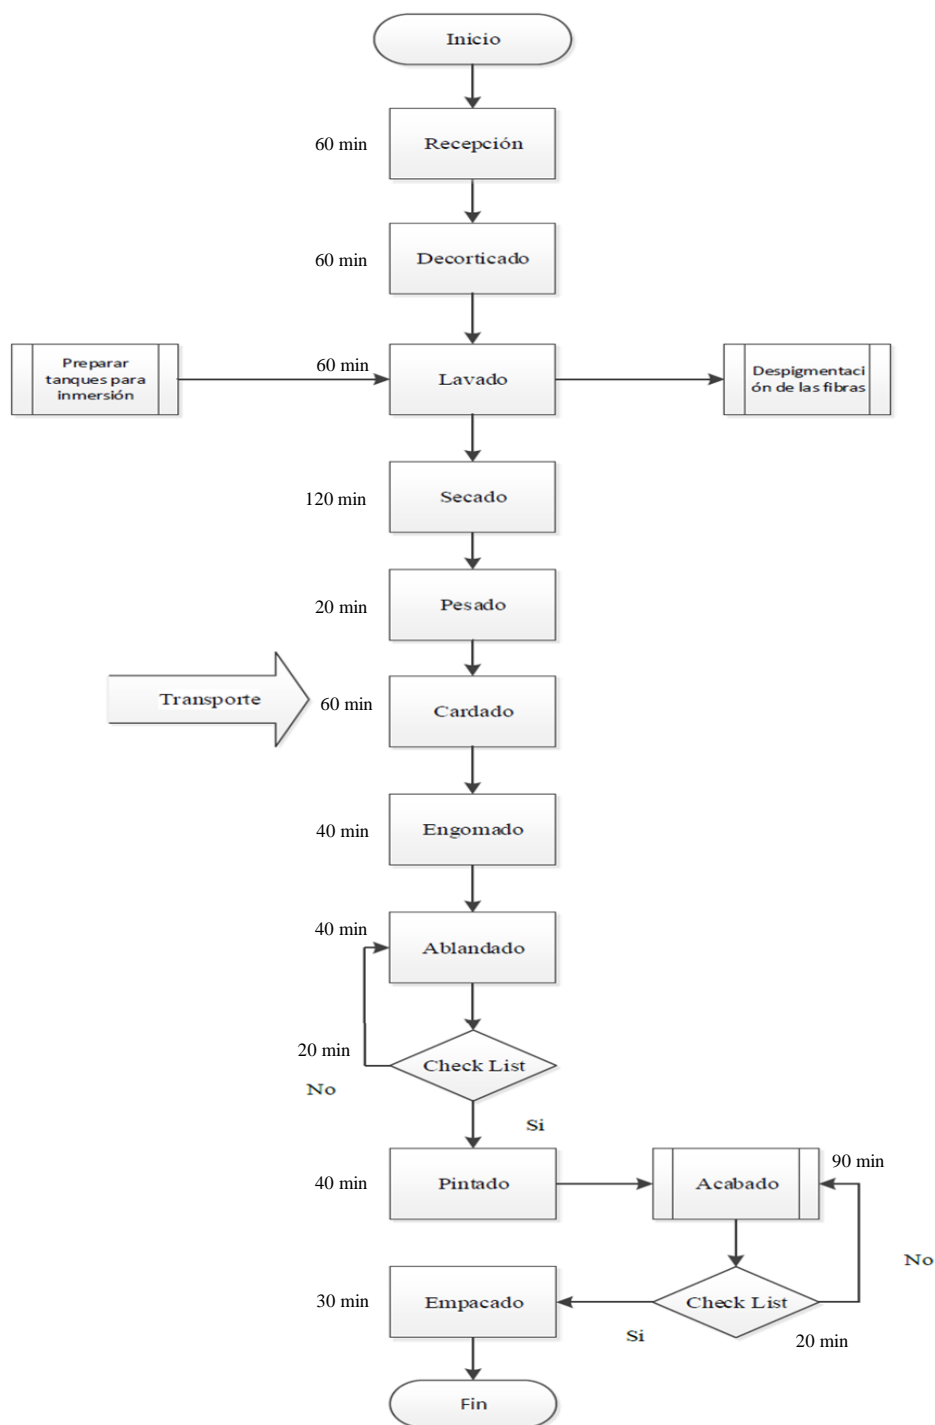 Inicio
60 min
Recepción
60 min
Decorticado
Preparar
tanques para
inmersión
60 min
Lavado
Despigmentaci
ón de las fibras
120 min
Secado
20 min
Pesado
Transporte
60 min
Cardado
40 min
Engomado
40 min
Ablandado
20 min
No
Check List
Si
40 min
Pintado
Acabado
90 min
No
30 min
Empacado
Si
Check List
20 min
Fin